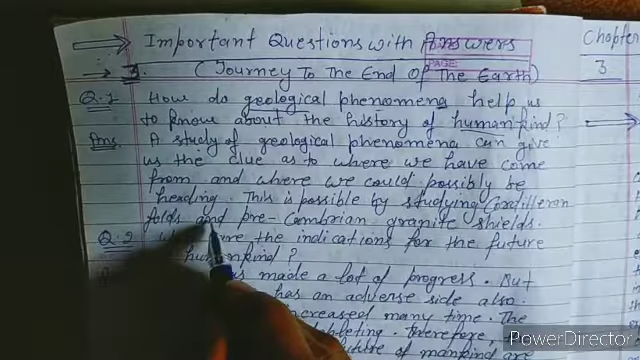 Important Questions with Answers
PAGE:
3. (Journey To The End Of The Earth)
Q.1 How do geological phenomena help us
to know about the history of humankind?
Ans. A study of geological phenomena can give
us the clue as to where we have come
from and where we could possibly be
heading. This is possible by studying Cordilleran
folds and pre-Cambrian granite shields.
Q.2 are the indications for the future
humankind?
us made a lot of progress. But
has an adverse side also.
increased many time. The
depleting. Therefore,
future of mankind are
Chapter
3
PowerDirector